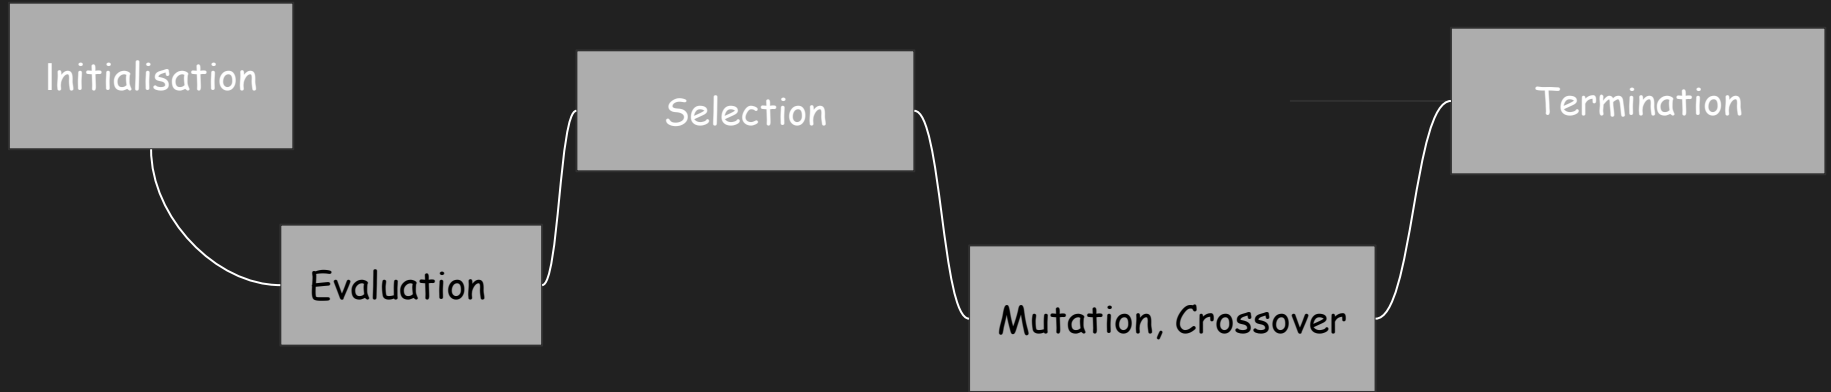 Initialisation
Evaluation
Selection
Mutation, Crossover
Termination